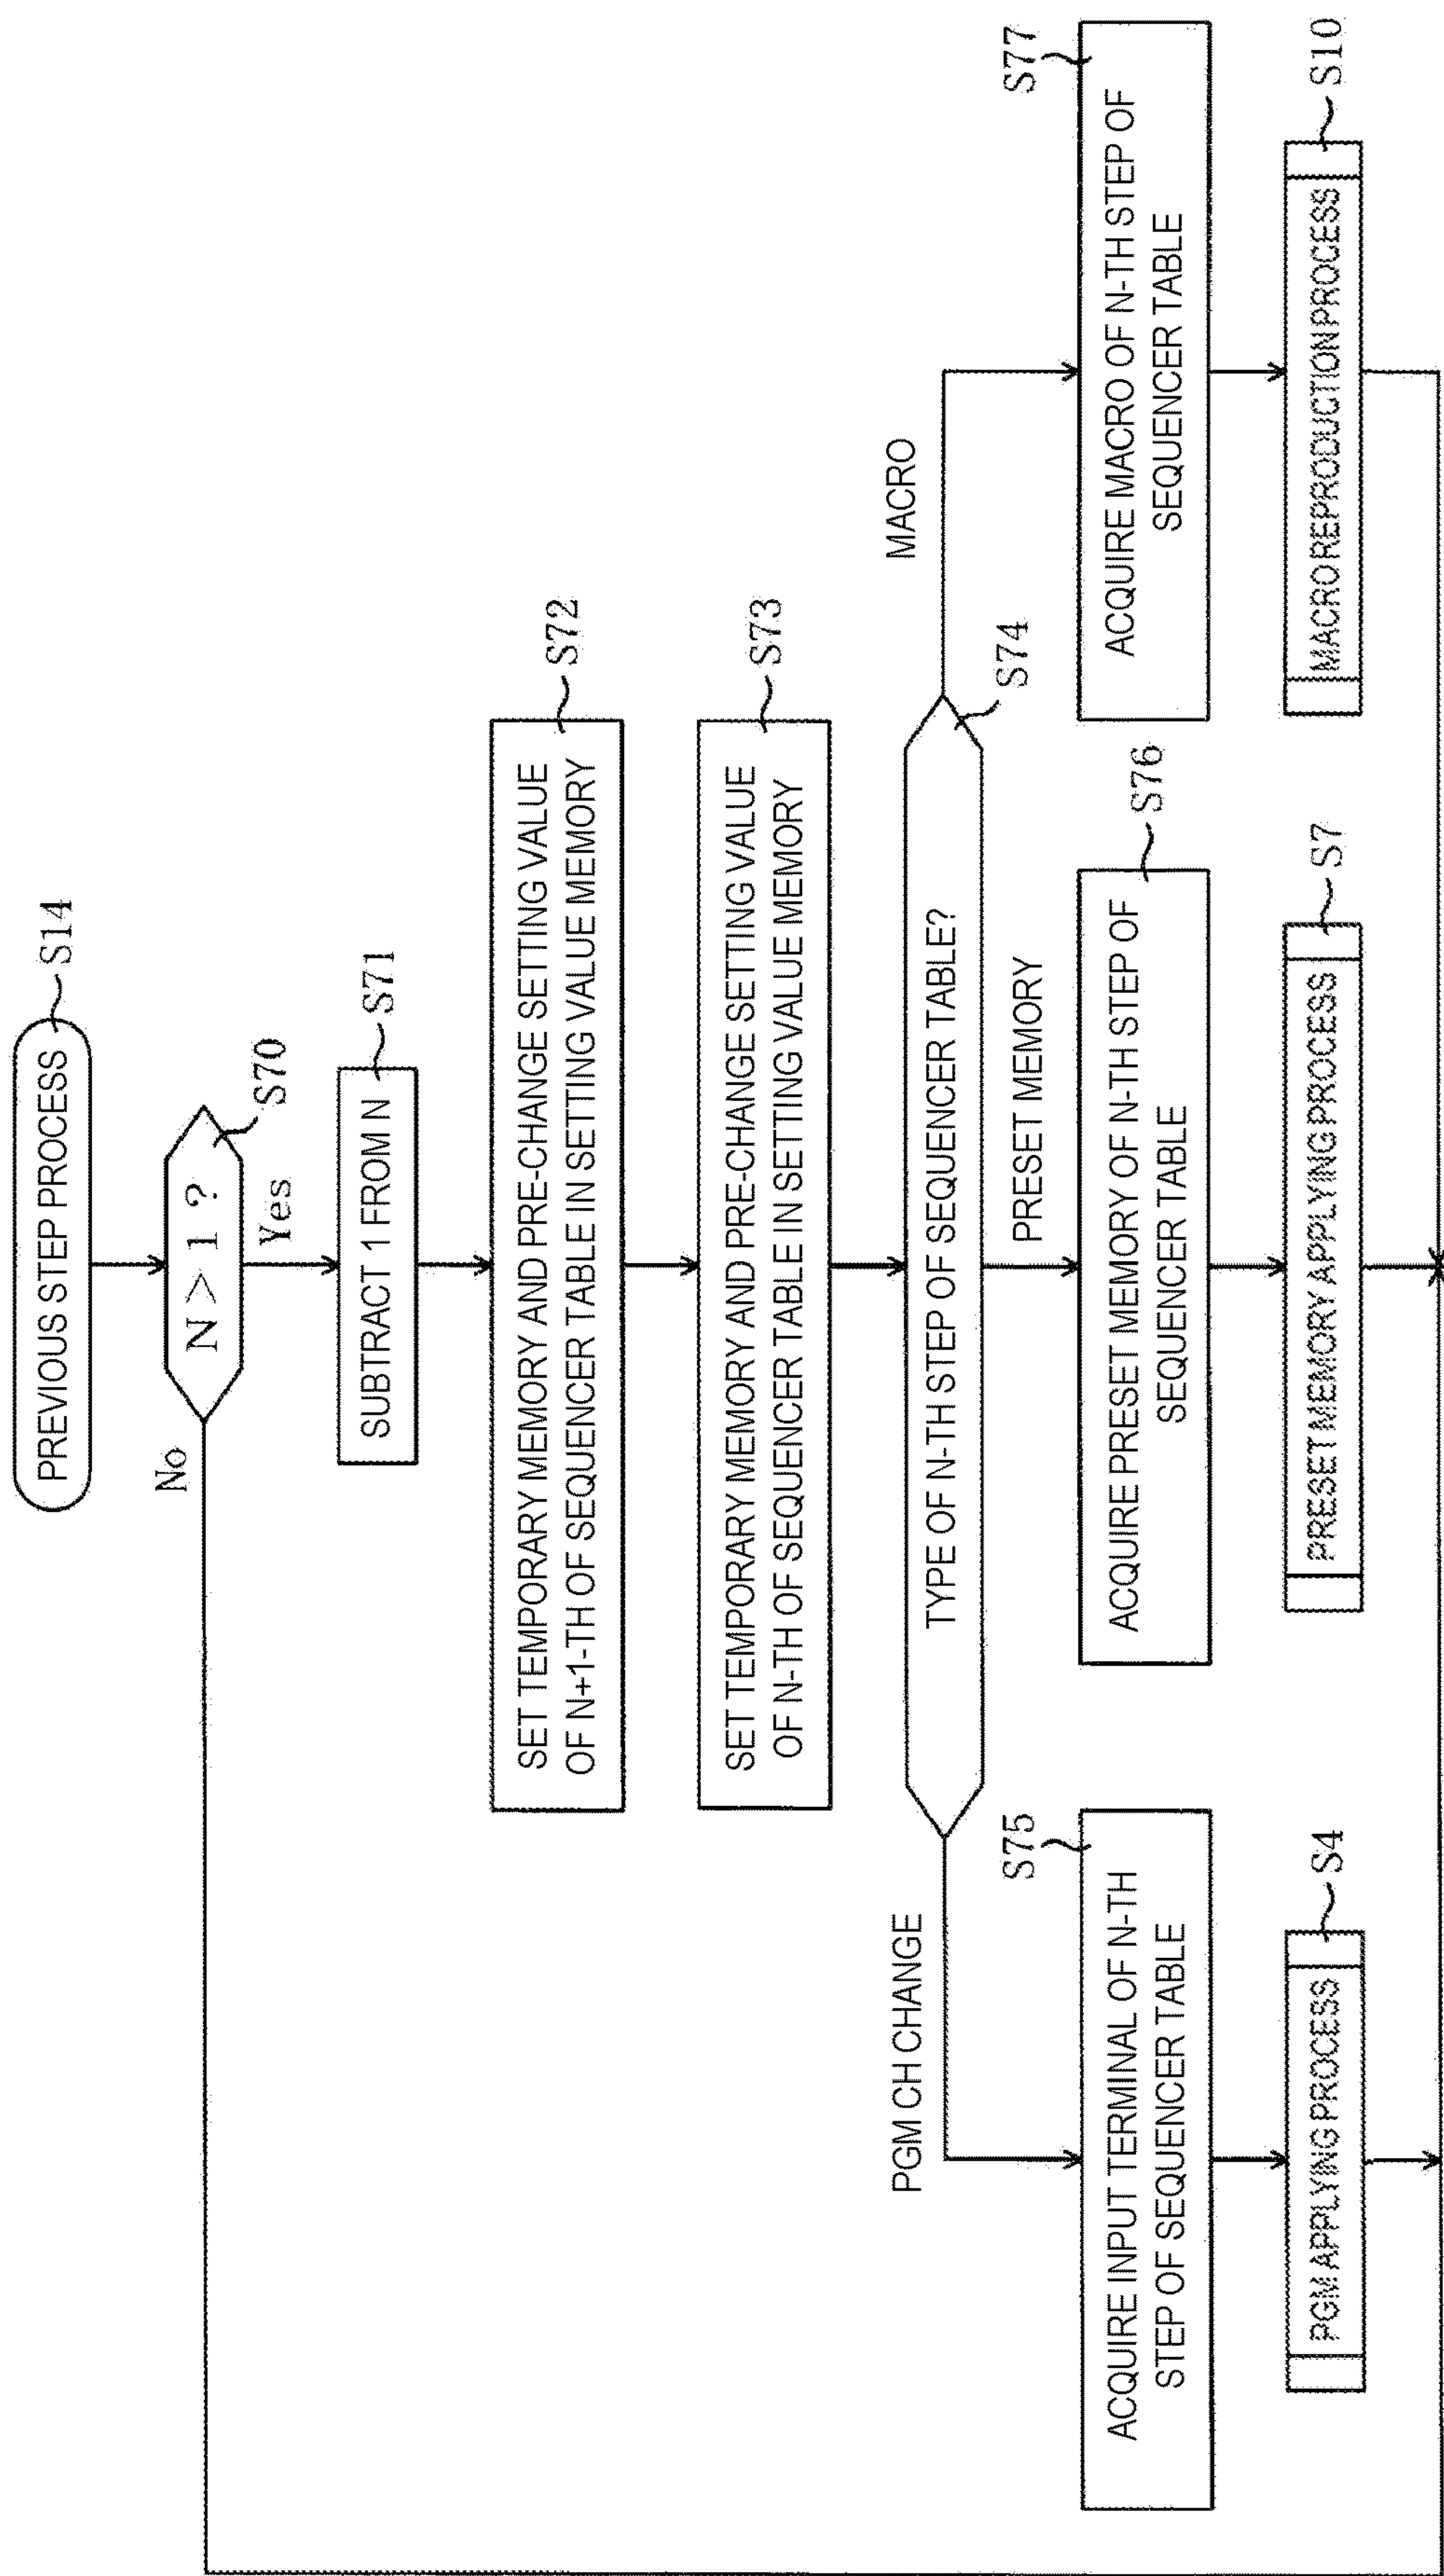 PREVIOUS STEP PROCESS
S14
N > 1 ?
S70
No
Yes
SUBTRACT 1 FROM N
S71
SET TEMPORARY MEMORY AND PRE-CHANGE SETTING VALUE
OF N+1-TH OF SEQUENCER TABLE IN SETTING VALUE MEMORY
S72
SET TEMPORARY MEMORY AND PRE-CHANGE SETTING VALUE
OF N-TH OF SEQUENCER TABLE IN SETTING VALUE MEMORY
S73
TYPE OF N-TH STEP OF SEQUENCER TABLE?
S74
PGM CH CHANGE
PRESET MEMORY
MACRO
S75
ACQUIRE INPUT TERMINAL OF N-TH
STEP OF SEQUENCER TABLE
S76
ACQUIRE PRESET MEMORY OF N-TH STEP OF
SEQUENCER TABLE
S77
ACQUIRE MACRO OF N-TH STEP OF
SEQUENCER TABLE
PGM APPLYING PROCESS
S4
PRESET MEMORY APPLYING PROCESS
S7
MACRO REPRODUCTION PROCESS
S10